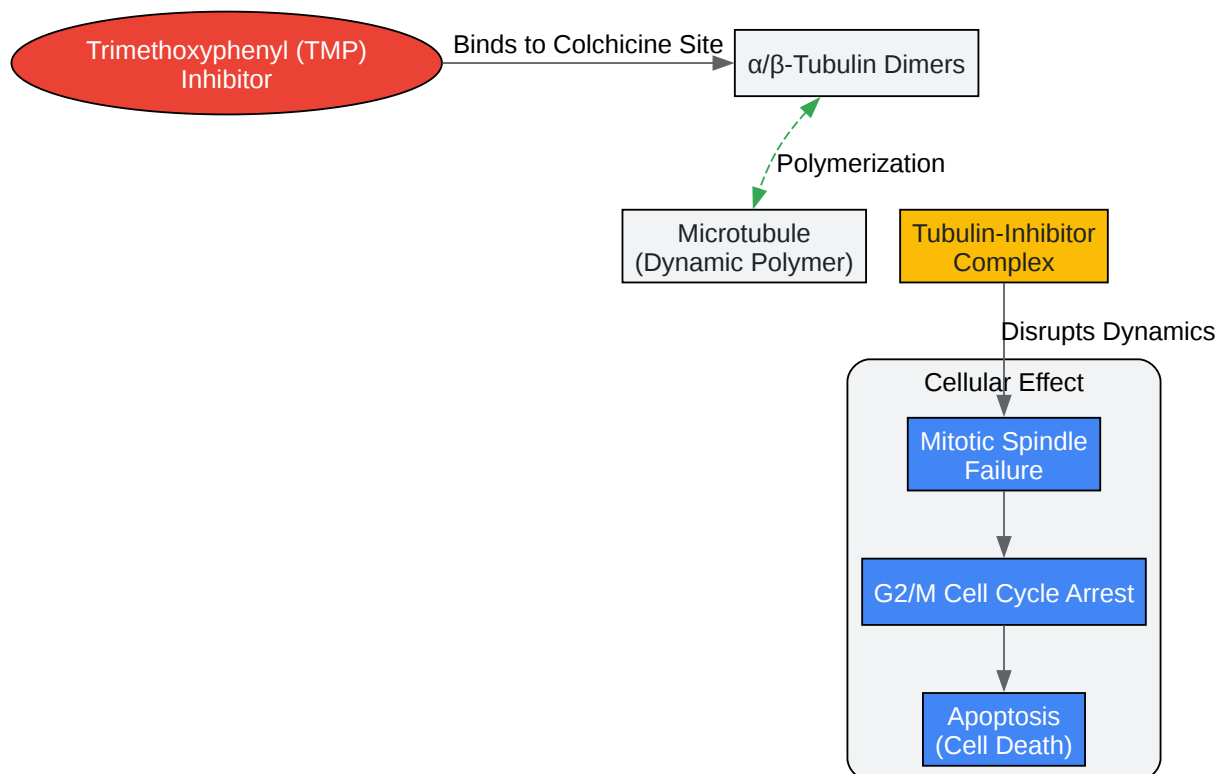 Trimethoxyphenyl (TMP)
Inhibitor
Binds to Colchicine Site
α/β-Tubulin Dimers
Polymerization
Microtubule
(Dynamic Polymer)
Tubulin-Inhibitor
Complex
Disrupts Dynamics
Cellular Effect
Mitotic Spindle
Failure
G2/M Cell Cycle Arrest
Apoptosis
(Cell Death)